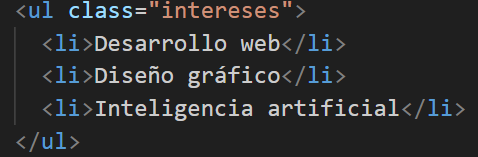 <ul class="intereses">
<li>Desarrollo web</li>
<li>Diseño gráfico</li>
<li>Inteligencia artificial</li>
</ul>